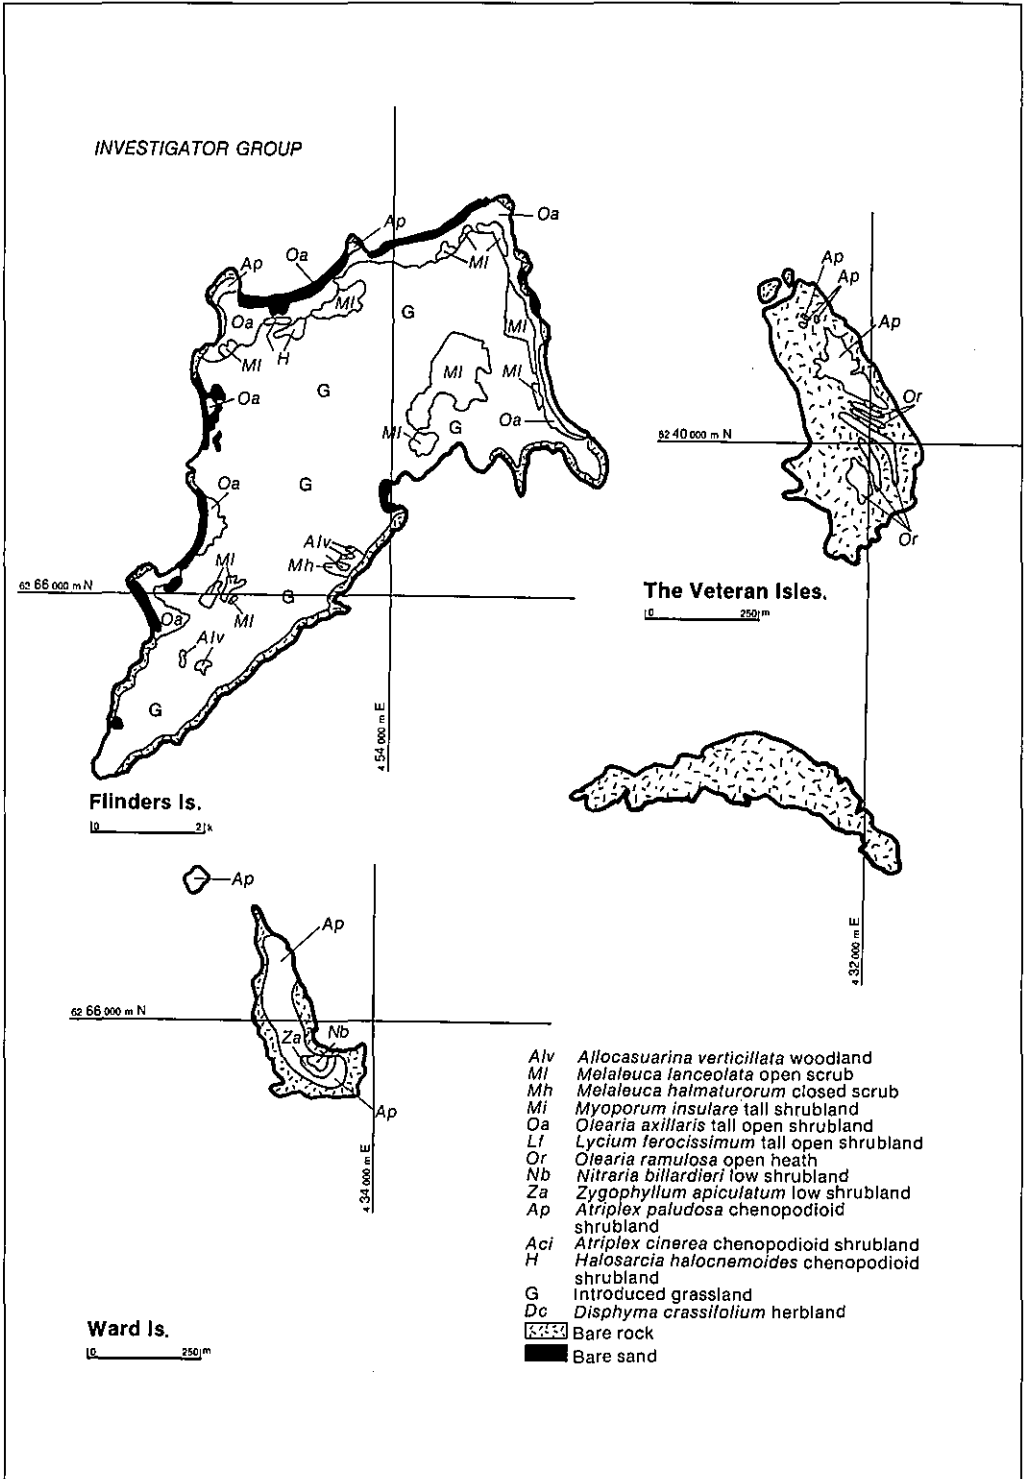 INVESTIGATOR GROUP
Oa
Ap
Oa
Ap
Ml
Ml
Oa
G
H
Ml
Ml
G
Ml
Ml
Oa
Oa
Ml
G
Oa
G
Alv
Mh
Ml
62 66 000 m N
G
Oa
Ml
Alv
G
4 54 000 m E
Flinders Is.
0 2 k
Ap
Ap
Ap
Or
62 40 000 m N
Or
The Veteran Isles.
0 250 m
4 32 000 m E
Ap
Ap
62 66 000 m N
Za
Nb
Ap
4 34 000 m E
Ward Is.
0 250 m
Alv Allocasuarina verticillata woodland
Ml Melaleuca lanceolata open scrub
Mh Melaleuca halmaturorum closed scrub
Mi Myoporum insulare tall shrubland
Oa Olearia axillaris tall open shrubland
Lf Lycium ferocissimum tall open shrubland
Or Olearia ramulosa open heath
Nb Nitraria billardieri low shrubland
Za Zygophyllum apiculatum low shrubland
Ap Atriplex paludosa chenopodioid
shrubland
Aci Atriplex cinerea chenopodioid shrubland
H Halosarcia halocnemoides chenopodioid
shrubland
G Introduced grassland
Dc Disphyma crassifolium herbland
Bare rock
Bare sand